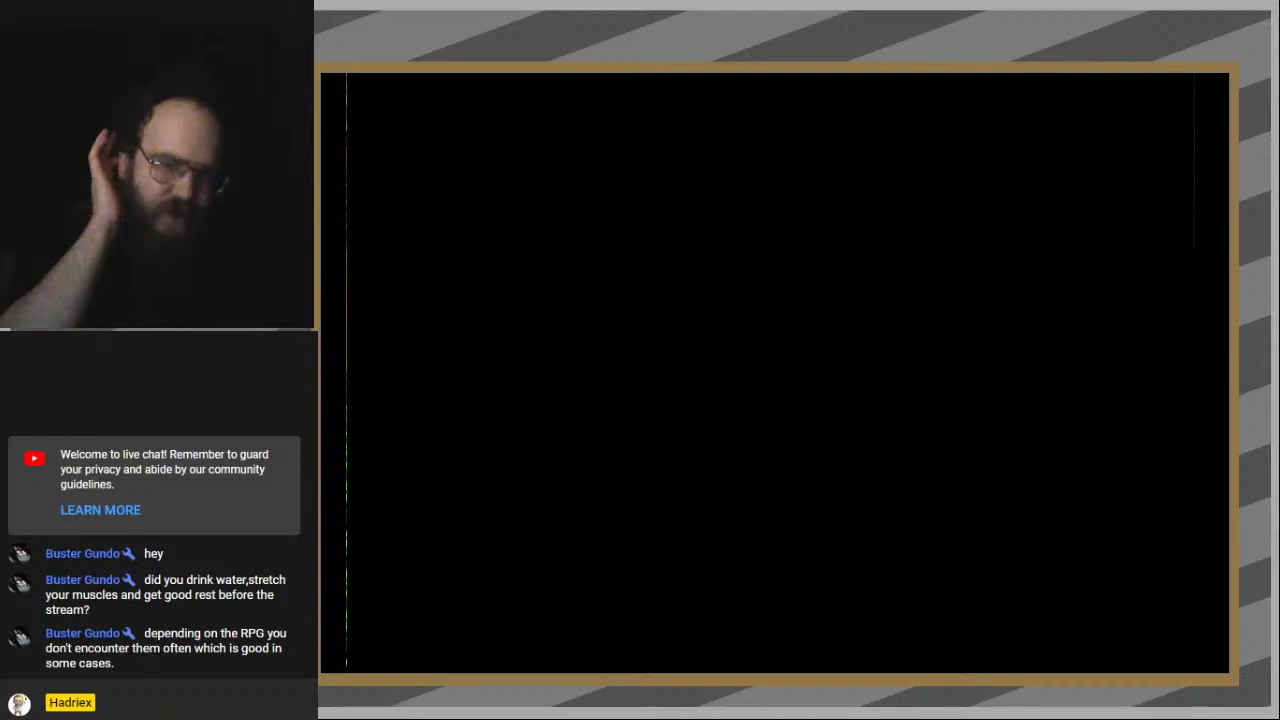 Welcome to live chat! Remember to guard
your privacy and abide by our community
guidelines.
LEARN MORE
Buster Gundo hey
Buster Gundo did you drink water,stretch
your muscles and get good rest before the
stream?
Buster Gundo depending on the RPG you
don't encounter them often which is good in
some cases.
Hadriex